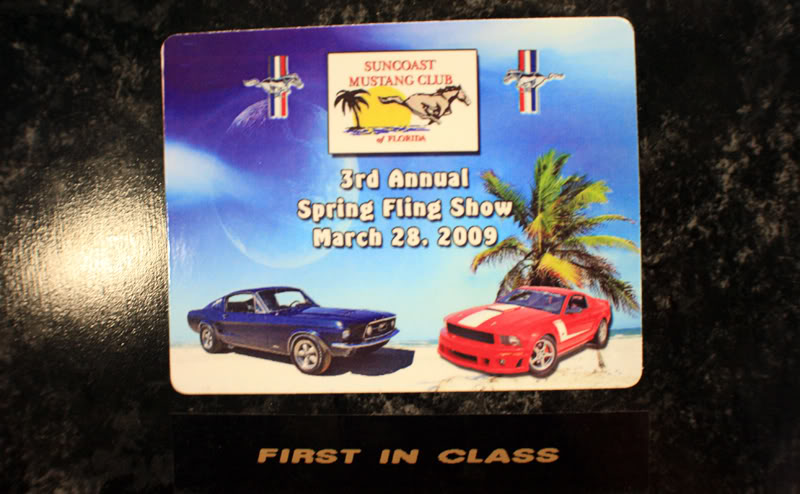 SUNCOAST
MUSTANG CLUB
of FLORIDA
3rd Annual
Spring Fling Show
March 28, 2009
FIRST IN CLASS